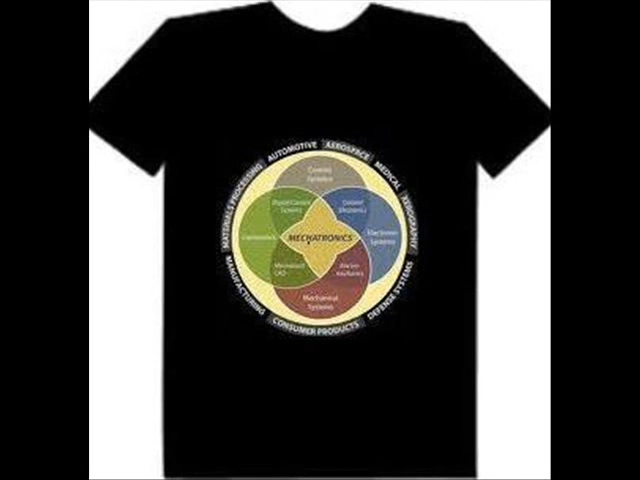 AUTOMOTIVE
AEROSPACE
MEDICAL
XEROGRAPHY
DEFENSE SYSTEMS
CONSUMER PRODUCTS
MANUFACTURING
MATERIALS PROCESSING
Control
Systems
Digital Control
Systems
Control
Electronics
Computers
MECHATRONICS
Electronic
Systems
Mechanical
CAD
Electro-
mechanics
Mechanical
Systems